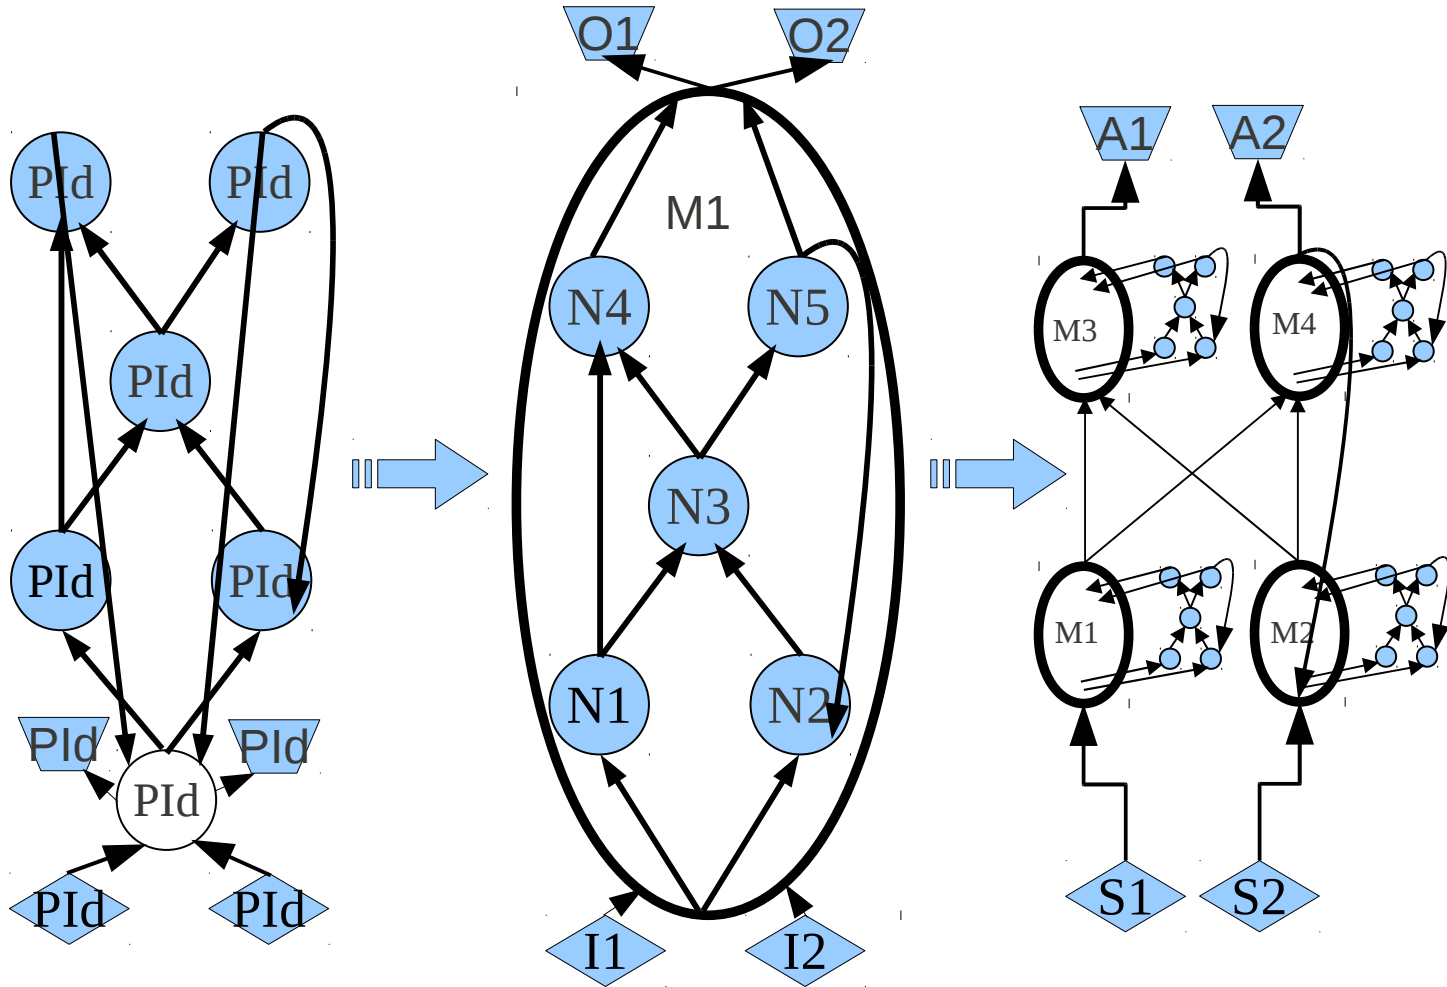 PId PId
PId
PId PId
PId PId
PId
PId PId
O1 O2
M1
N4 N5
N3
N1 N2
I1 I2
A1 A2
M3 M4
M1 M2
S1 S2